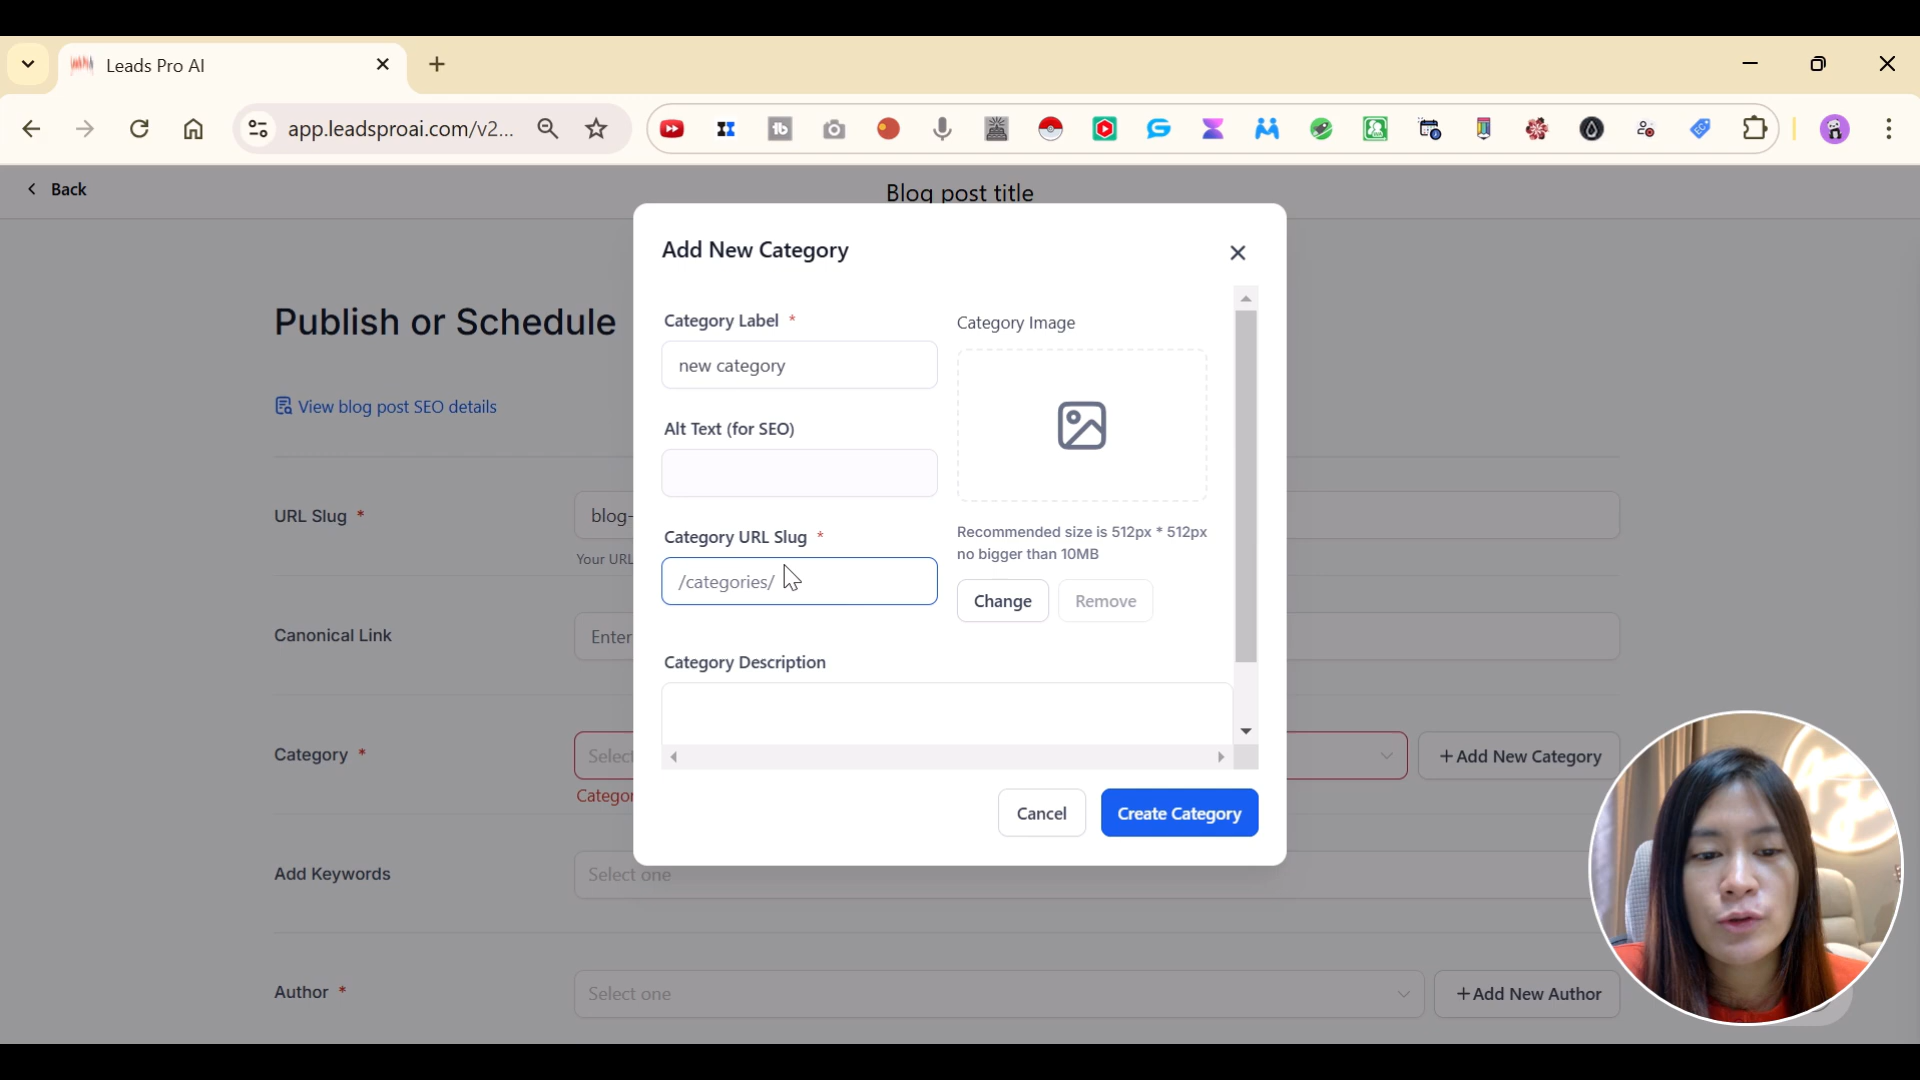 Leads Pro AI
app.leadsproai.com/v2...
Back
Blog post title
Publish or Schedule
View blog post SEO details
URL Slug *
blog-
Your URL
Canonical Link
Enter
Category *
Selec
+ Add New Category
Categor
Add Keywords
Select one
Author *
Select one
+ Add New Author
Add New Category
Category Label *
new category
Alt Text (for SEO)
Category URL Slug *
/categories/
Category Image
Recommended size is 512px * 512px
no bigger than 10MB
Change
Remove
Category Description
Cancel
Create Category